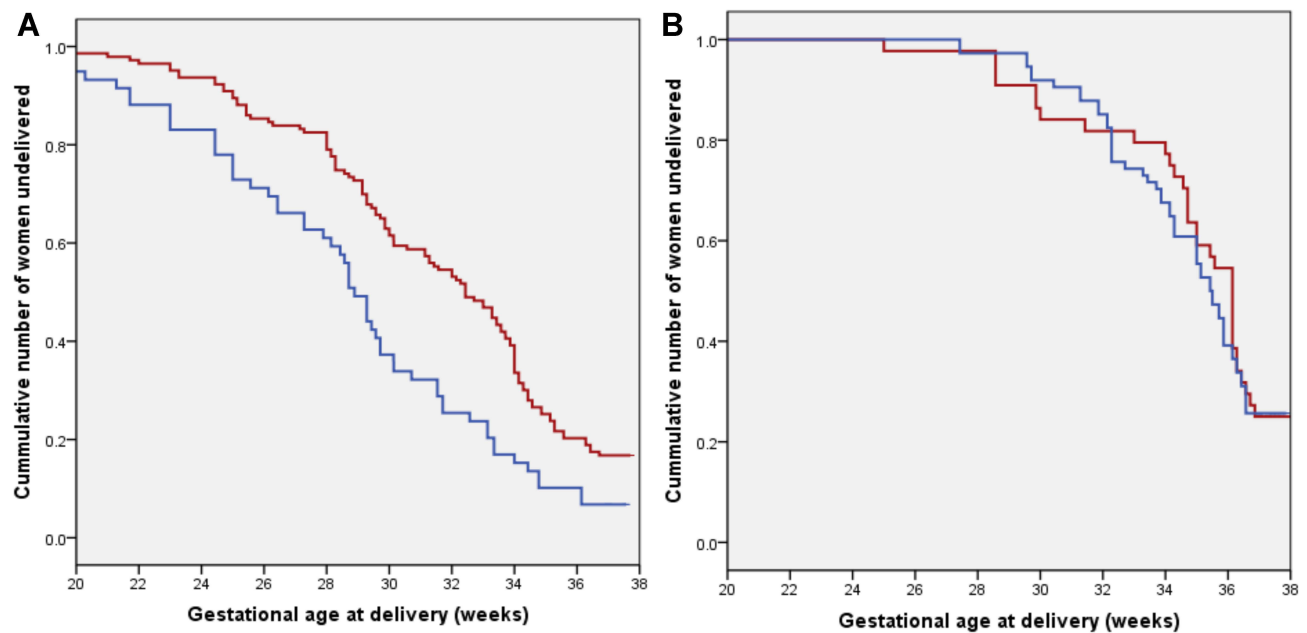 A
Cummulative number of women undelivered
1.0
0.8
0.6
0.4
0.2
0.0
20 22 24 26 28 30 32 34 36 38
Gestational age at delivery (weeks)
B
Cummulative number of women undelivered
1.0
0.8
0.6
0.4
0.2
0.0
20 22 24 26 28 30 32 34 36 38
Gestational age at delivery (weeks)